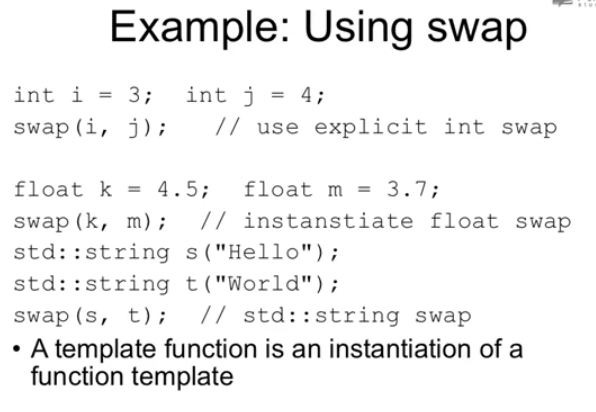 Example: Using swap
int i = 3;  int j = 4;
swap(i, j);   // use explicit int swap
float k = 4.5;  float m = 3.7;
swap(k, m);  // instanstiate float swap
std::string s("Hello");
std::string t("World");
swap(s, t);  // std::string swap
• A template function is an instantiation of a
function template